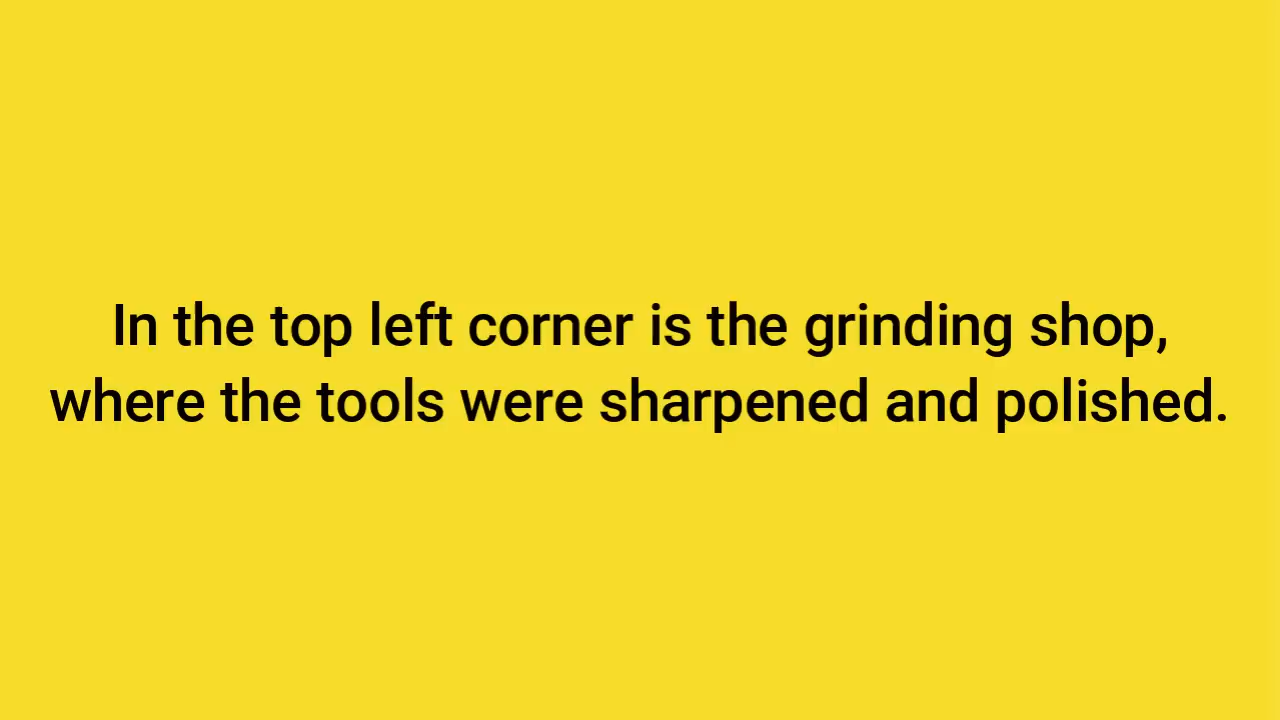 In the top left corner is the grinding shop,
where the tools were sharpened and polished.